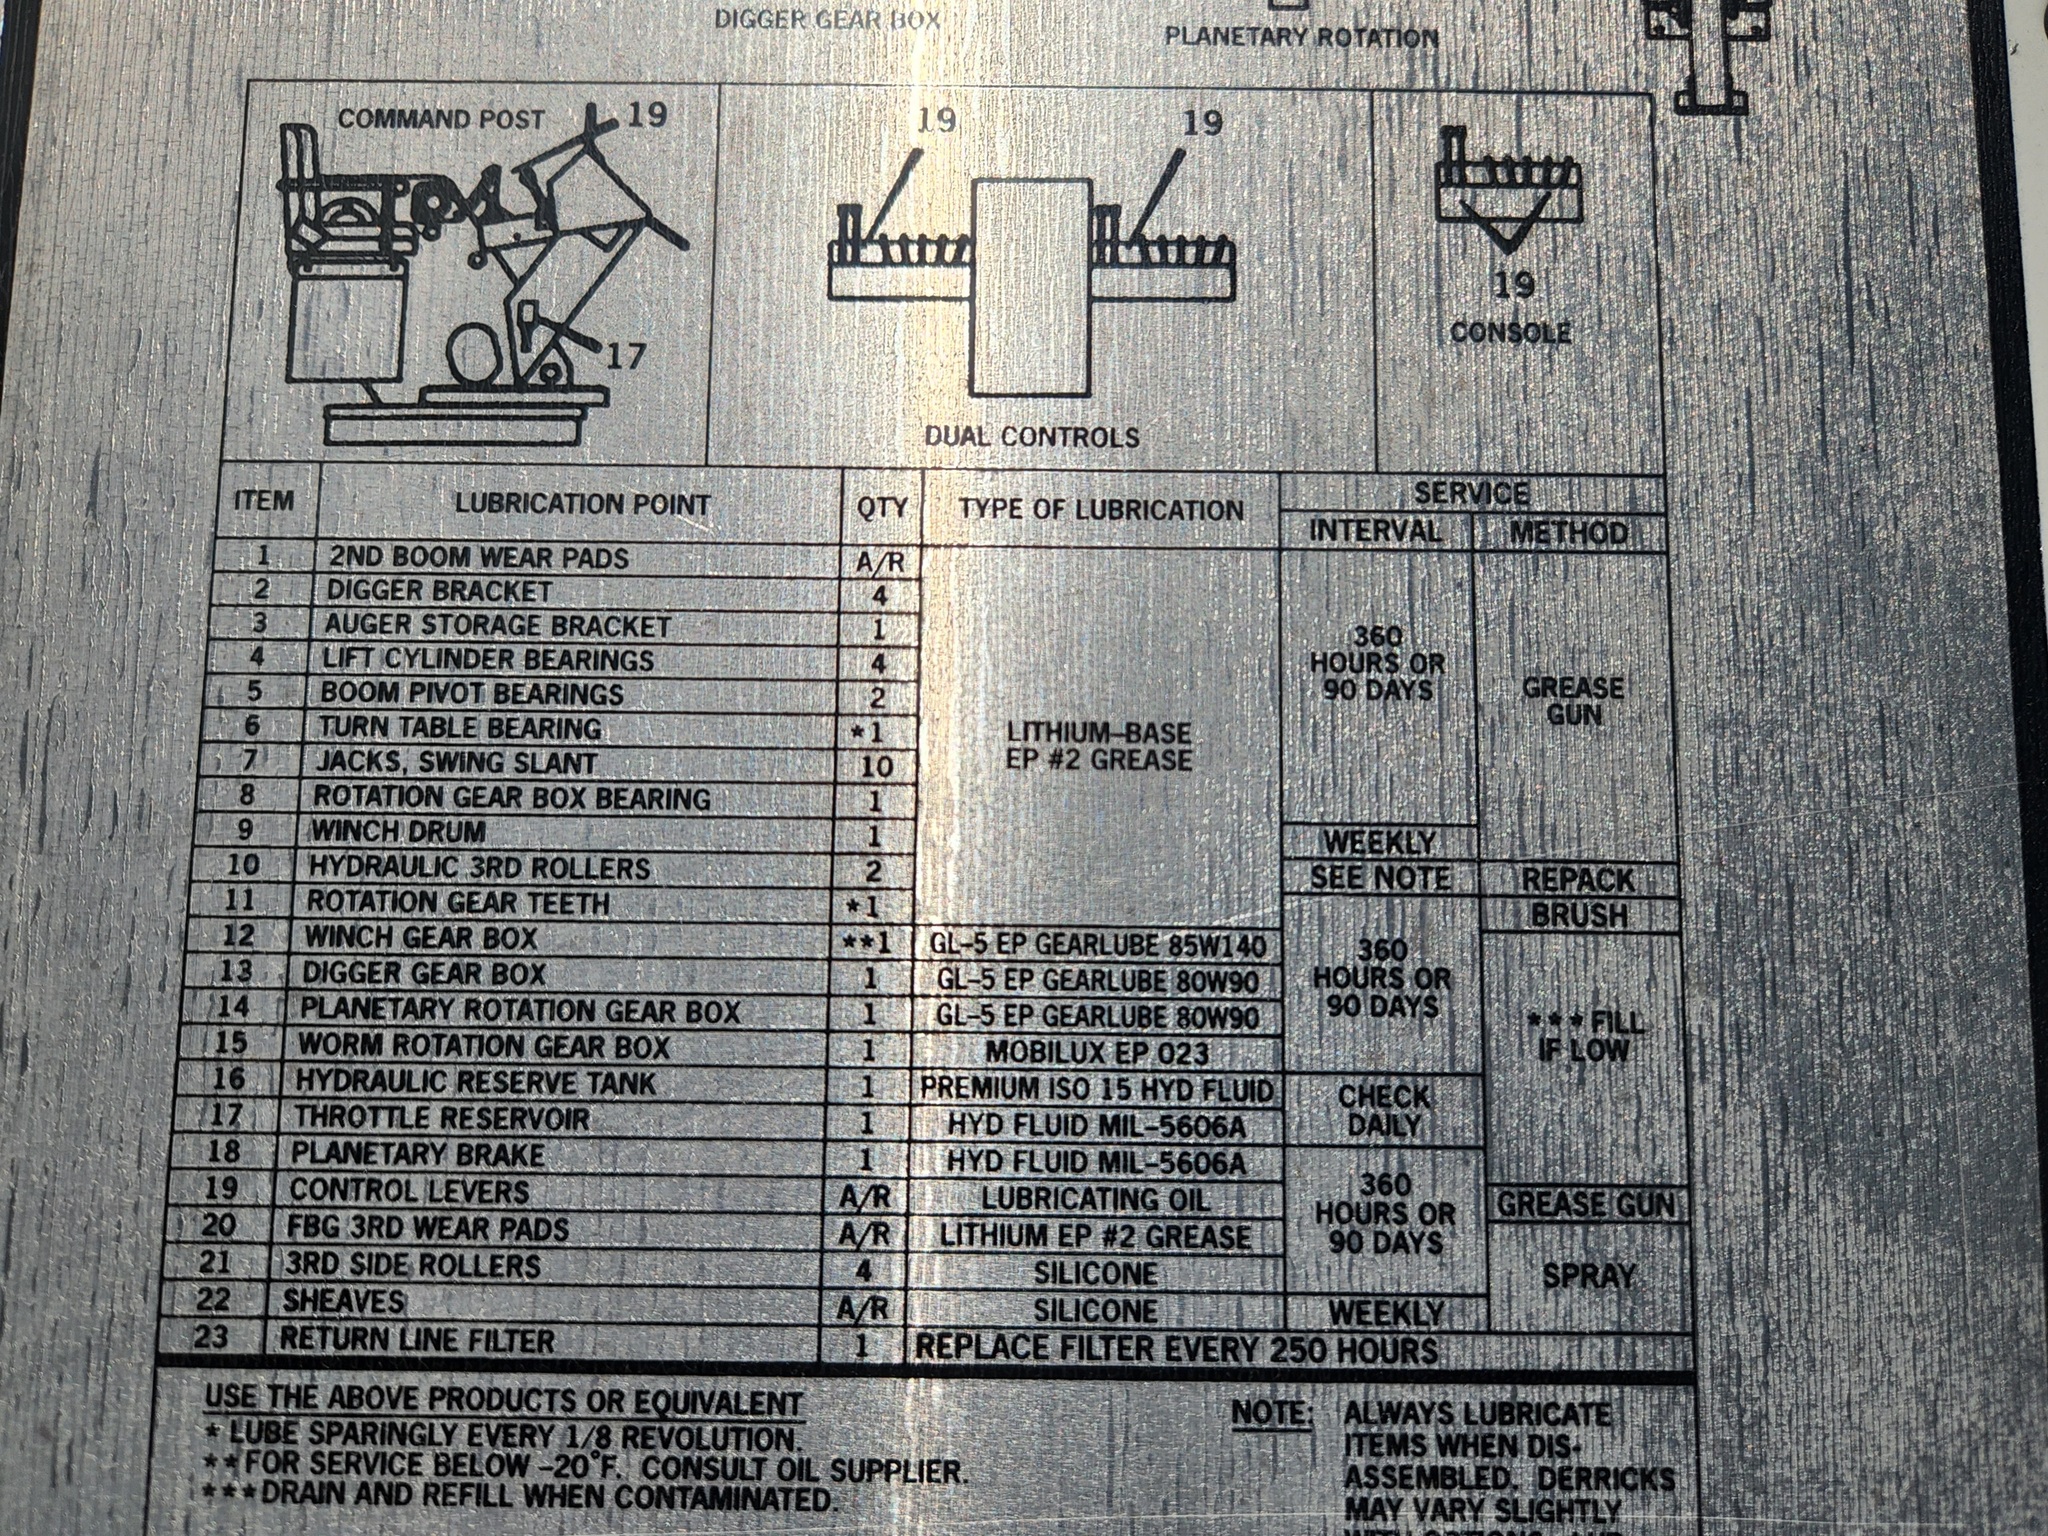 DIGGER GEAR BOX
PLANETARY ROTATION
COMMAND POST
19
17
19
19
DUAL CONTROLS
19
CONSOLE
ITEM LUBRICATION POINT QTY TYPE OF LUBRICATION SERVICE
INTERVAL METHOD
1 2ND BOOM WEAR PADS A/R
2 DIGGER BRACKET 4
3 AUGER STORAGE BRACKET 1
4 LIFT CYLINDER BEARINGS 4
5 BOOM PIVOT BEARINGS 2
6 TURN TABLE BEARING *1
7 JACKS, SWING SLANT 10
8 ROTATION GEAR BOX BEARING 1
9 WINCH DRUM 1
10 HYDRAULIC 3RD ROLLERS 2
11 ROTATION GEAR TEETH *1
LITHIUM-BASE
EP #2 GREASE
360
HOURS OR
90 DAYS
GREASE
GUN
WEEKLY
SEE NOTE REPACK
BRUSH
12 WINCH GEAR BOX **1 GL-5 EP GEARLUBE 85W140
13 DIGGER GEAR BOX 1 GL-5 EP GEARLUBE 80W90
14 PLANETARY ROTATION GEAR BOX 1 GL-5 EP GEARLUBE 80W90
15 WORM ROTATION GEAR BOX 1 MOBILUX EP 023
360
HOURS OR
90 DAYS
***FILL
IF LOW
16 HYDRAULIC RESERVE TANK 1 PREMIUM ISO 15 HYD FLUID
17 THROTTLE RESERVOIR 1 HYD FLUID MIL-5606A
CHECK
DAILY
18 PLANETARY BRAKE 1 HYD FLUID MIL-5606A
19 CONTROL LEVERS A/R LUBRICATING OIL GREASE GUN
20 FBG 3RD WEAR PADS A/R LITHIUM EP #2 GREASE
21 3RD SIDE ROLLERS 4 SILICONE
360
HOURS OR
90 DAYS
SPRAY
22 SHEAVES A/R SILICONE WEEKLY
23 RETURN LINE FILTER 1 REPLACE FILTER EVERY 250 HOURS
USE THE ABOVE PRODUCTS OR EQUIVALENT
* LUBE SPARINGLY EVERY 1/8 REVOLUTION.
**FOR SERVICE BELOW -20°F. CONSULT OIL SUPPLIER.
***DRAIN AND REFILL WHEN CONTAMINATED.
NOTE: ALWAYS LUBRICATE
ITEMS WHEN DIS-
ASSEMBLED. DERRICKS
MAY VARY SLIGHTLY